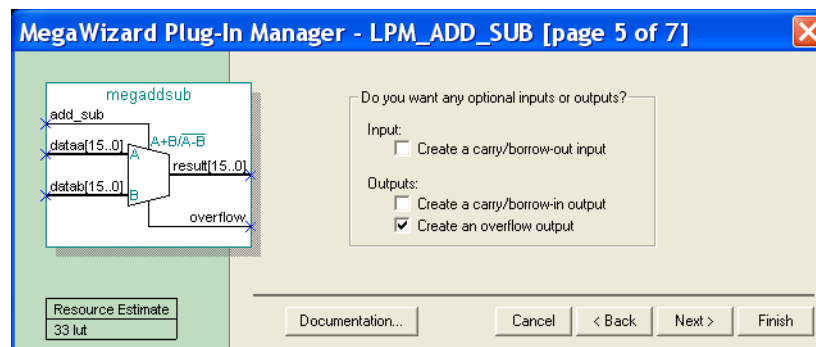 MegaWizard Plug-In Manager - LPM_ADD_SUB [page 5 of 7]
megaddsub
add_sub
A+B/A-B
dataa[15..0]
A
result[15..0]
datab[15..0]
B
overflow
Resource Estimate
33 lut
Do you want any optional inputs or outputs?
Input:
Create a carry/borrow-out input
Outputs:
Create a carry/borrow-in output
Create an overflow output
Documentation...
Cancel
< Back
Next >
Finish